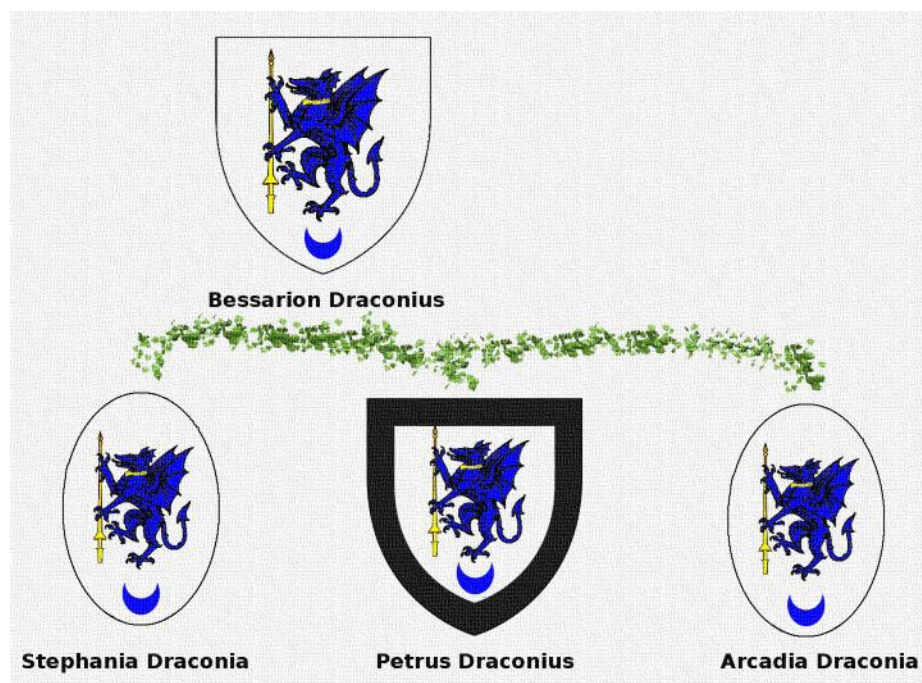 Bessarion Draconius
Stephania Draconia
Petrus Draconius
Arcadia Draconia